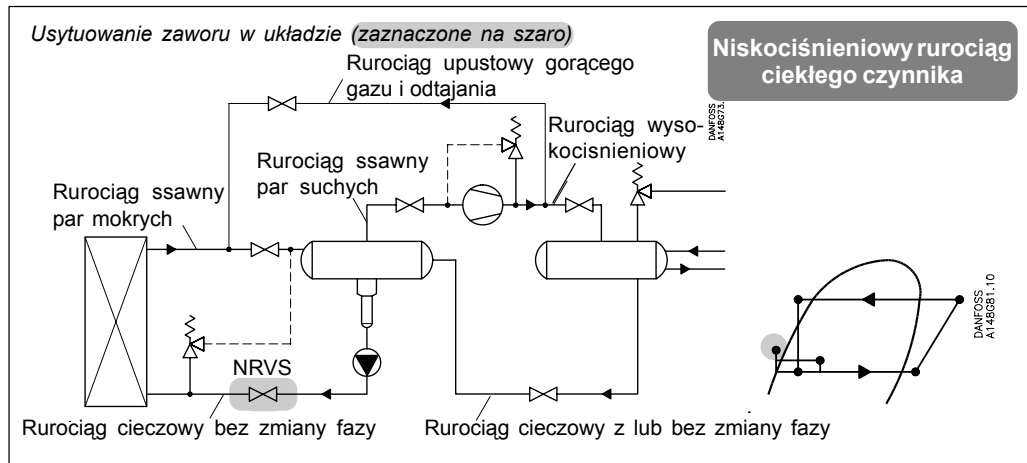 Usytuowanie zaworu w układzie (zaznaczone na szaro)
Niskociśnieniowy rurociąg
ciekłego czynnika
Rurociąg upustowy gorącego
gazu i odtajania
DANFOSS
A148G73.
Rurociąg wyso-
kocisnieniowy
Rurociąg ssawny
par suchych
Rurociąg ssawny
par mokrych
DANFOSS
A148G81.10
NRVS
Rurociąg cieczowy bez zmiany fazy
Rurociąg cieczowy z lub bez zmiany fazy